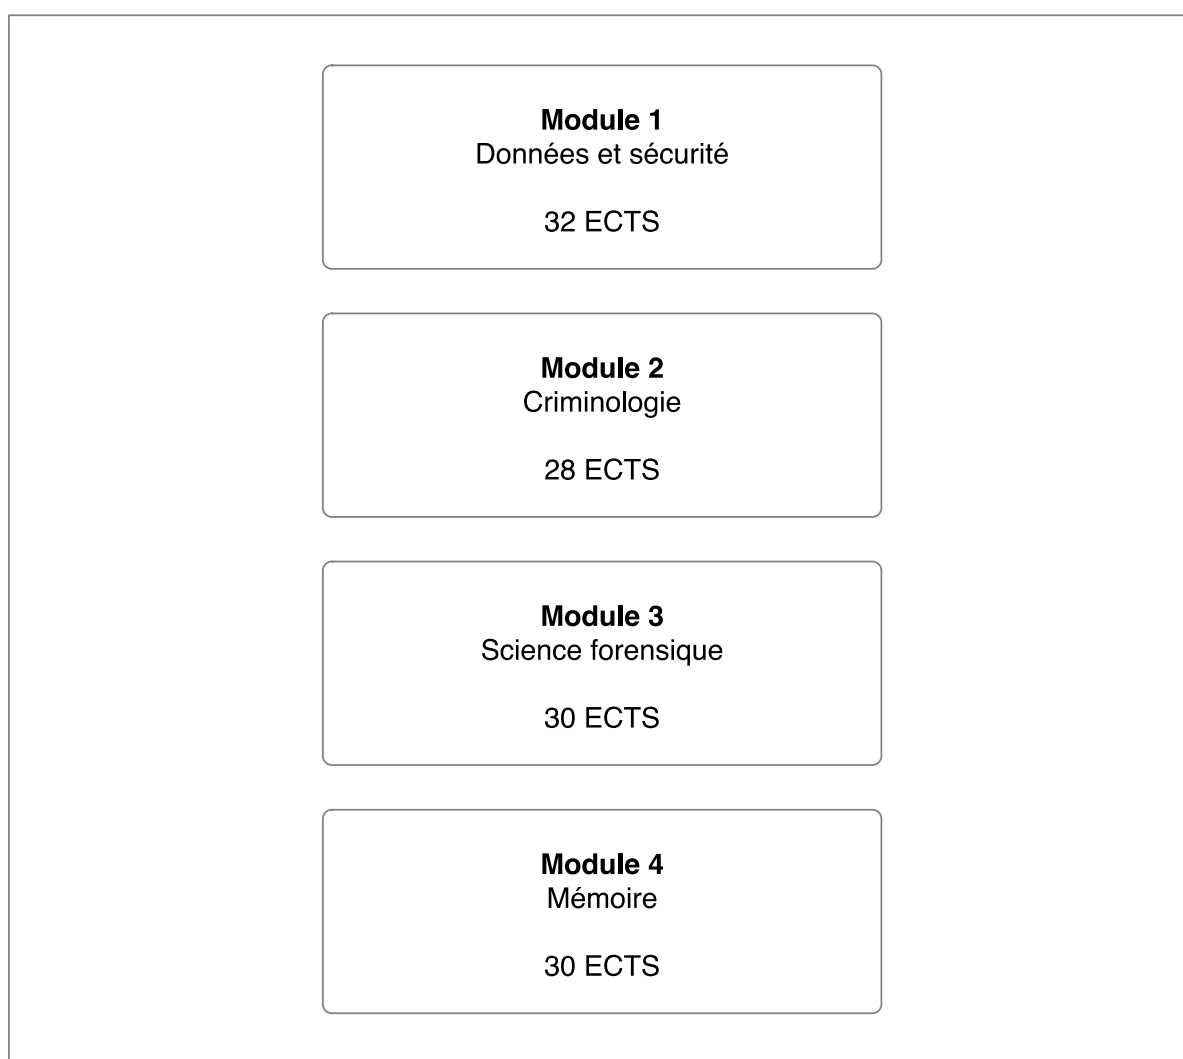 Module 1
Données et sécurité
32 ECTS
Module 2
Criminologie
28 ECTS
Module 3
Science forensique
30 ECTS
Module 4
Mémoire
30 ECTS